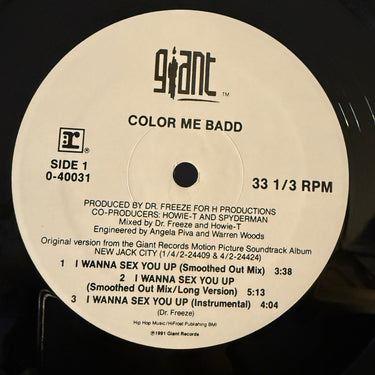 giant TM
COLOR ME BADD
r
SIDE 1
0-40031
33 1/3 RPM
PRODUCED BY DR. FREEZE FOR H PRODUCTIONS
CO-PRODUCERS: HOWIE-T AND SPYDERMAN
Mixed by Dr. Freeze and Howie-T
Engineered by Angela Piva and Warren Woods
Original version from the Giant Records Motion Picture Soundtrack Album
NEW JACK CITY (1/4/2-24409 & 4/2-24424)
1 I WANNA SEX YOU UP (Smoothed Out Mix) 3:38
2 I WANNA SEX YOU UP
(Smoothed Out Mix/Long Version) 5:13
3 I WANNA SEX YOU UP (Instrumental) 4:04
(Dr. Freeze)
Hip Hop Music/HiFrost Publishing BMI
℗1991 Giant Records